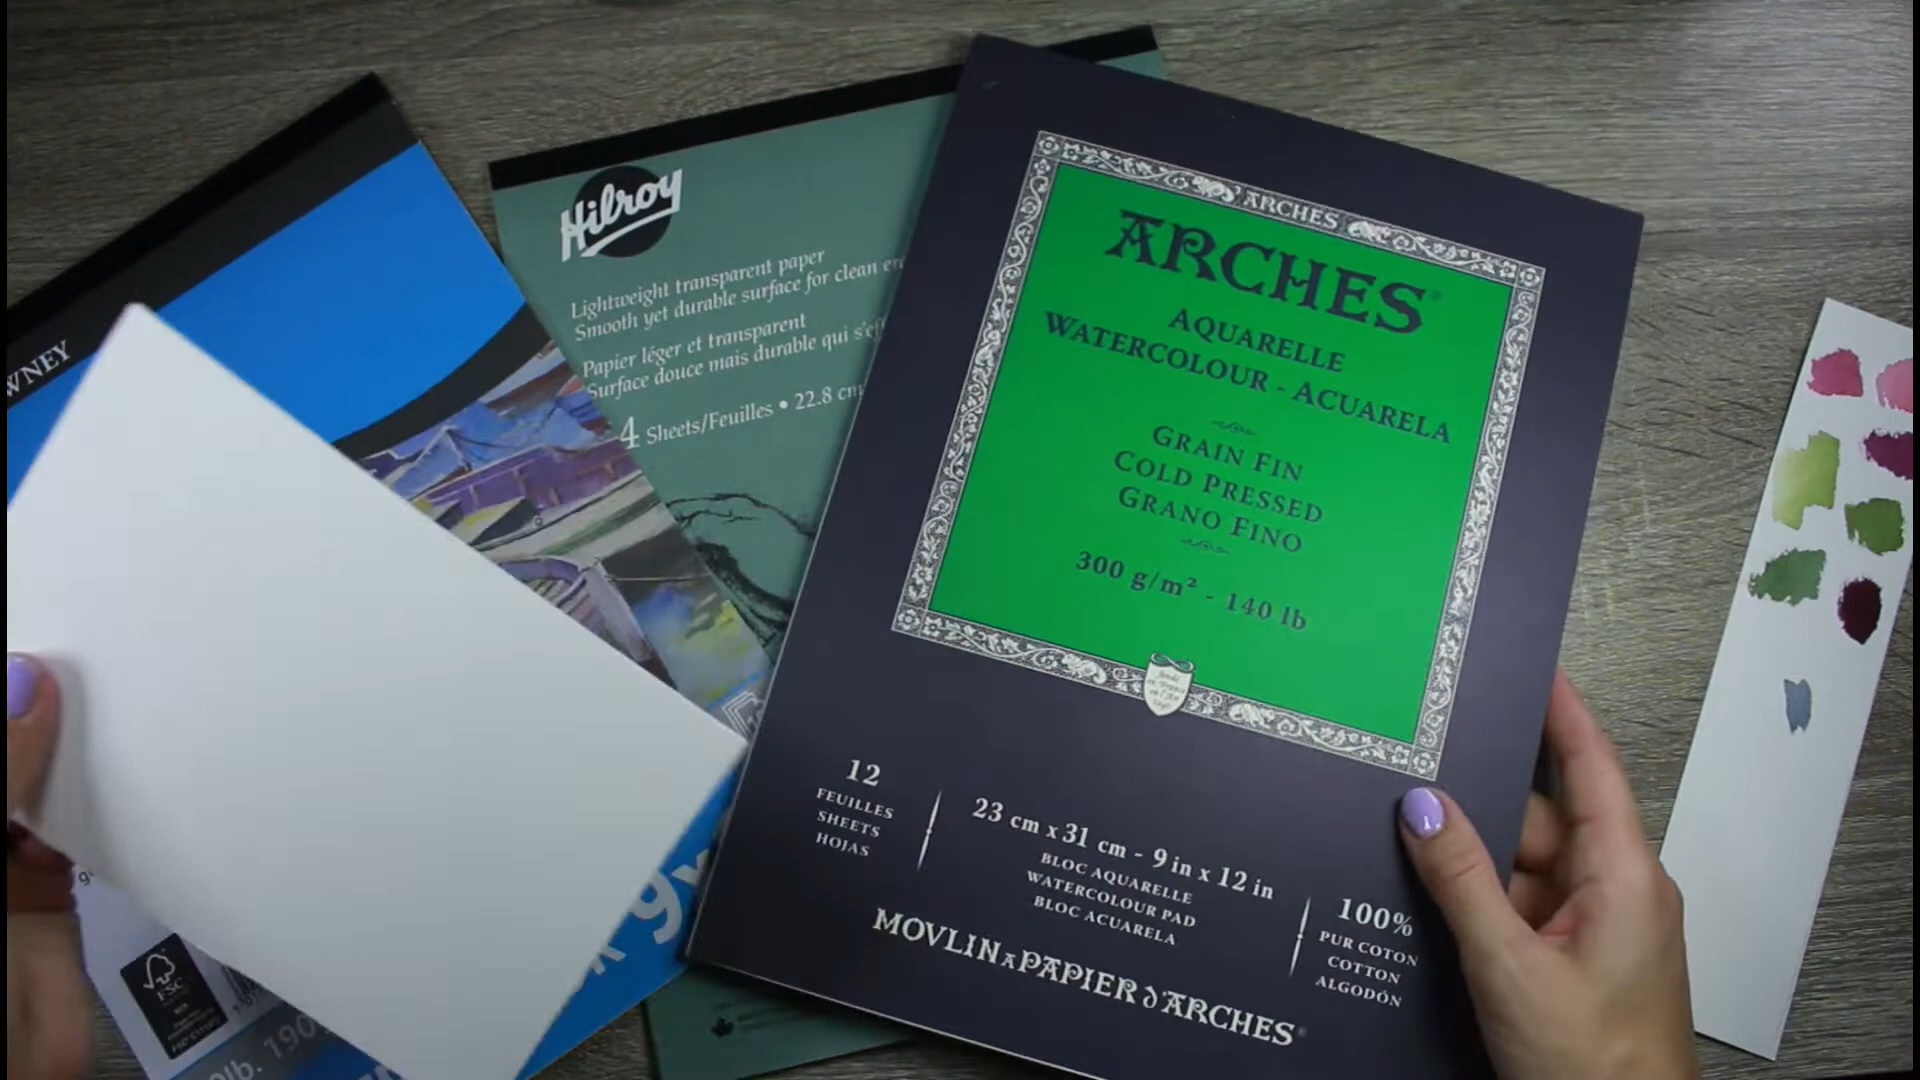 WNEY
Hilroy
Lightweight transparent paper
Smooth yet durable surface for clean
Papier léger et transparent
Surface douce mais durable qui
4 Sheets/Feuilles • 22.8 cm
ARCHES
ARCHES
AQUARELLE
WATERCOLOUR - ACUARELA
GRAIN FIN
COLD PRESSED
GRANO FINO
300 g/m² - 140 lb
12
FEUILLES
SHEETS
HOJAS
23 cm x 31 cm - 9 in x 12 in
BLOC AQUARELLE
WATERCOLOUR PAD
BLOC ACUARELA
100%
PUR COTON
COTTON
ALGODÓN
MOVLIN À PAPIER d'ARCHES
FSC
lb. 190